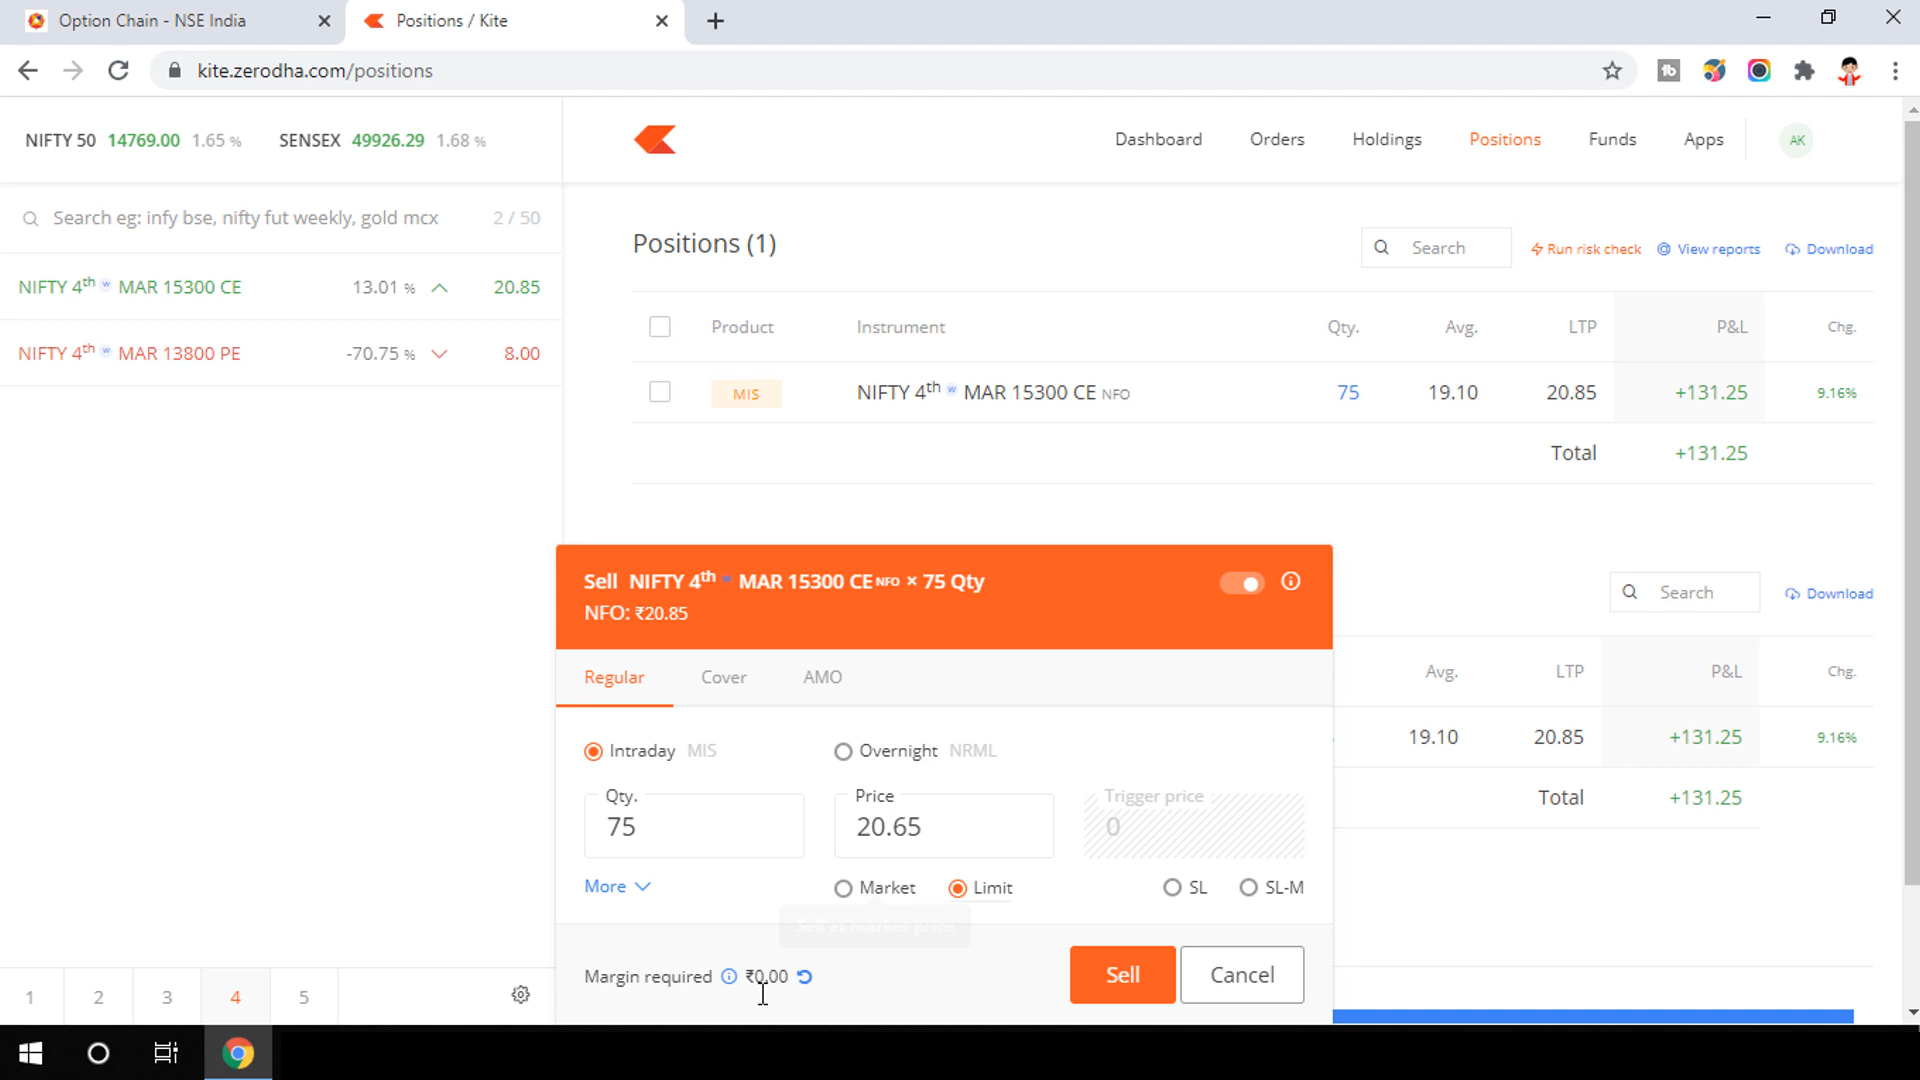 Option Chain - NSE India
Positions / Kite
kite.zerodha.com/positions
NIFTY 50 14769.00 1.65 % SENSEX 49926.29 1.68 %
Dashboard Orders Holdings Positions Funds Apps AK
Search eg: infy bse, nifty fut weekly, gold mcx 2 / 50
NIFTY 4th w MAR 15300 CE 13.01 % 20.85
NIFTY 4th w MAR 13800 PE -70.75 % 8.00
Positions (1)
Search Run risk check View reports Download
Product Instrument Qty. Avg. LTP P&L Chg.
MIS NIFTY 4th w MAR 15300 CE NFO 75 19.10 20.85 +131.25 9.16%
Total +131.25
Sell NIFTY 4th MAR 15300 CE NFO × 75 Qty
NFO: ₹20.85
Regular Cover AMO
Intraday MIS Overnight NRML
Qty. Price Trigger price
75 20.65 0
More Market Limit SL SL-M
Sell at market price
Margin required ₹0.00 Sell Cancel
Search Download
Avg. LTP P&L Chg.
19.10 20.85 +131.25 9.16%
Total +131.25
1 2 3 4 5